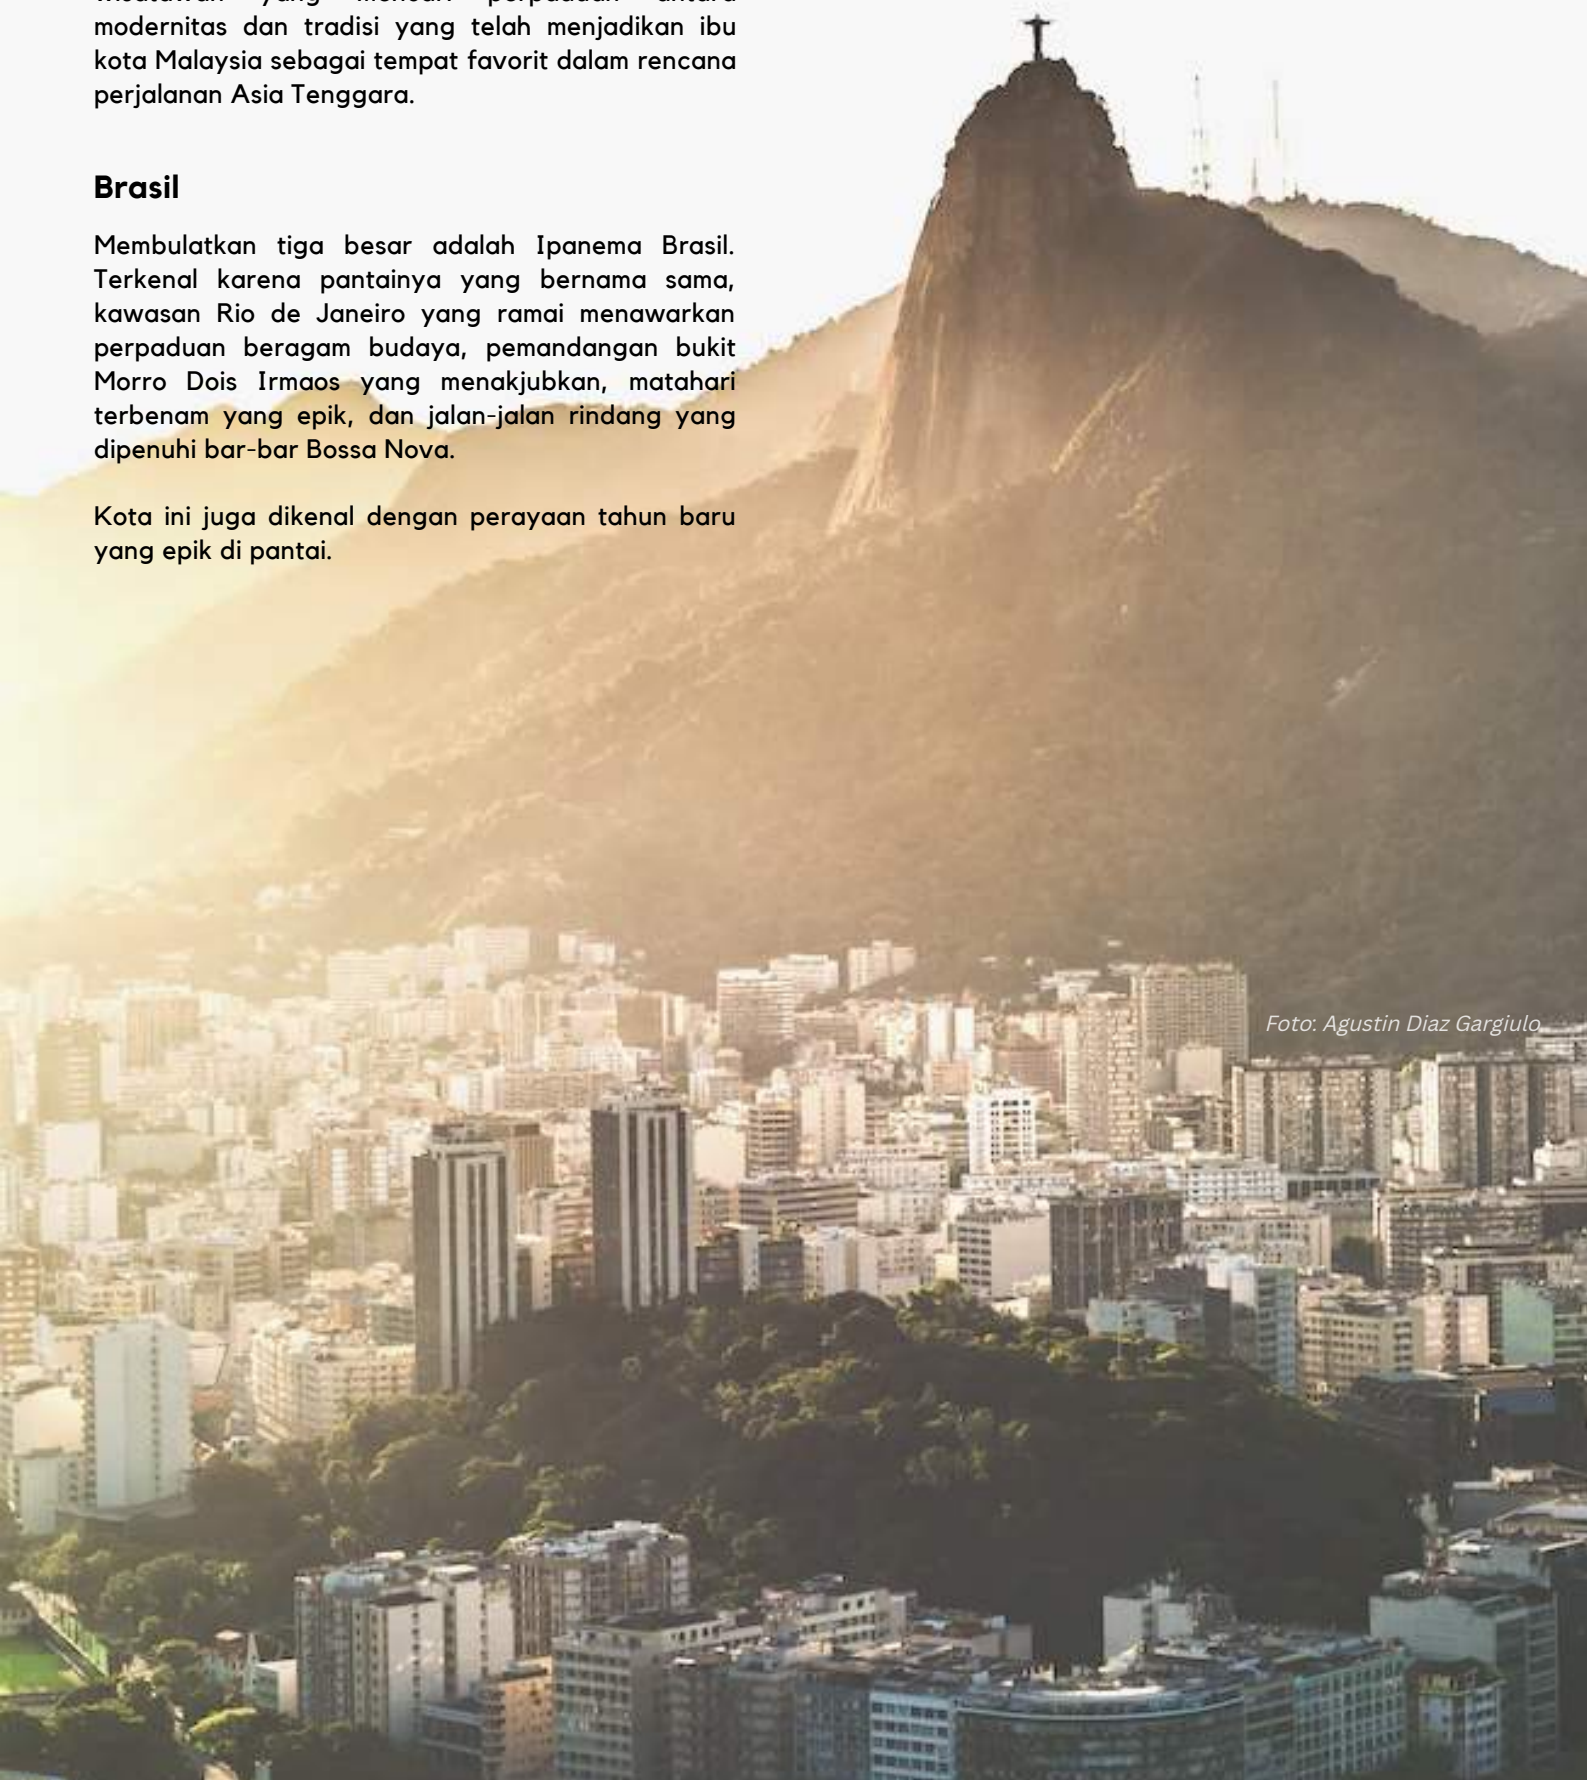 modernitas dan tradisi yang telah menjadikan ibu
kota Malaysia sebagai tempat favorit dalam rencana
perjalanan Asia Tenggara.
Brasil
Membulatkan tiga besar adalah Ipanema Brasil.
Terkenal karena pantainya yang bernama sama,
kawasan Rio de Janeiro yang ramai menawarkan
perpaduan beragam budaya, pemandangan bukit
Morro Dois Irmaos yang menakjubkan, matahari
terbenam yang epik, dan jalan-jalan rindang yang
dipenuhi bar-bar Bossa Nova.
Kota ini juga dikenal dengan perayaan tahun baru
yang epik di pantai.
Foto: Agustin Diaz Gargiulo